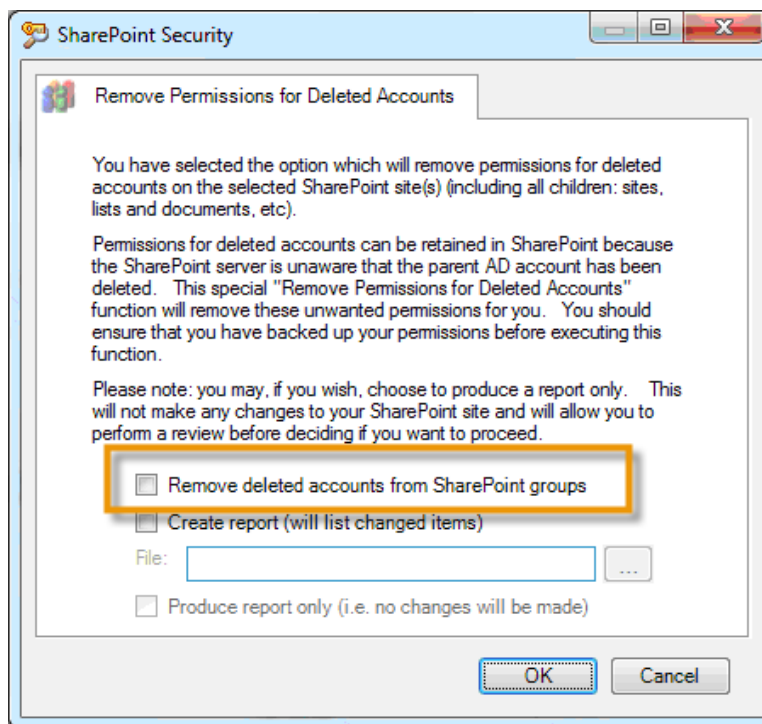 SharePoint Security
Remove Permissions for Deleted Accounts
You have selected the option which will remove permissions for deleted
accounts on the selected SharePoint site(s) (including all children: sites,
lists and documents, etc).
Permissions for deleted accounts can be retained in SharePoint because
the SharePoint server is unaware that the parent AD account has been
deleted.   This special "Remove Permissions for Deleted Accounts"
function will remove these unwanted permissions for you.   You should
ensure that you have backed up your permissions before executing this
function.
Please note: you may, if you wish, choose to produce a report only.   This
will not make any changes to your SharePoint site and will allow you to
perform a review before deciding if you want to proceed.
Remove deleted accounts from SharePoint groups
Create report (will list changed items)
File:
...
Produce report only (i.e. no changes will be made)
OK
Cancel